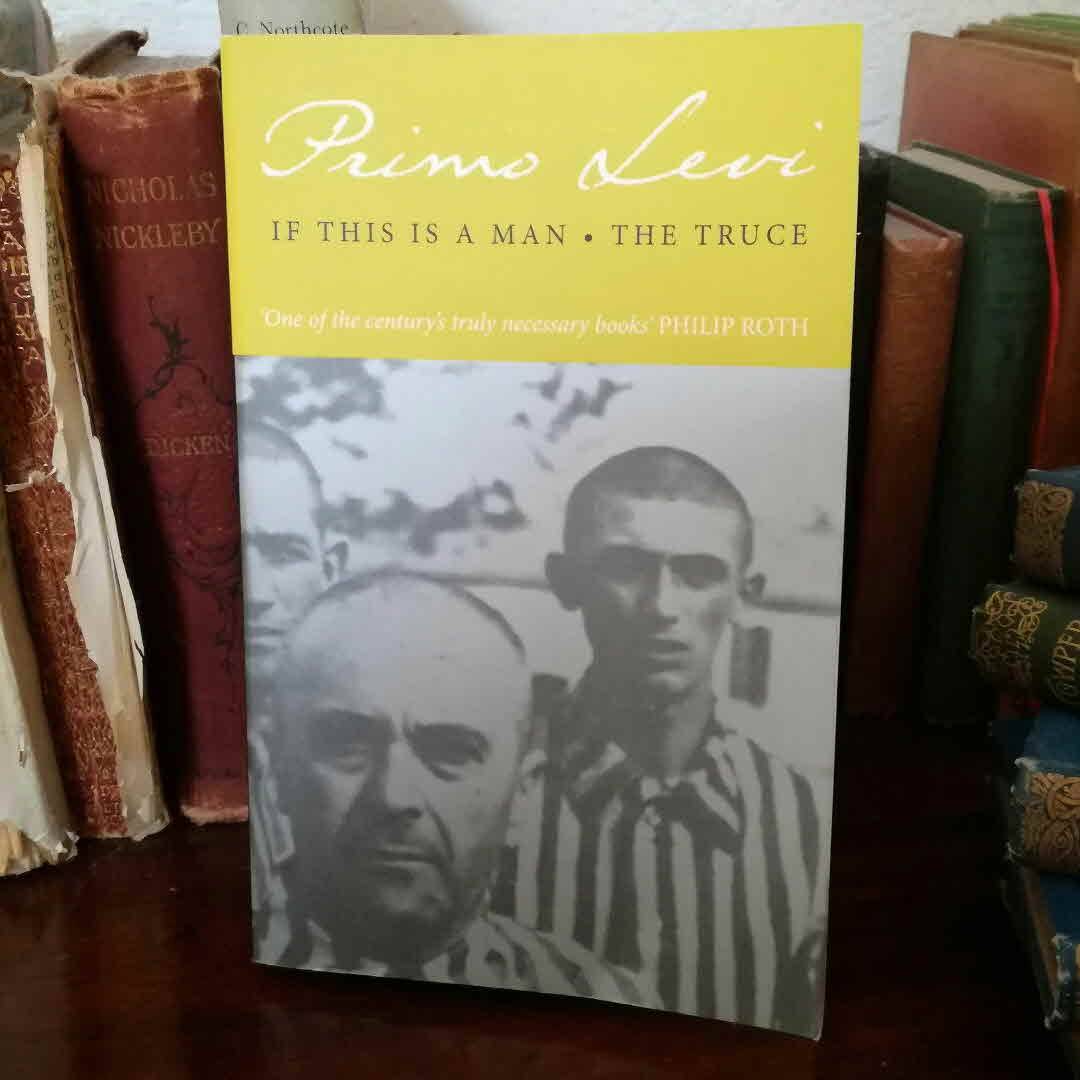 C. Northcote
Primo Levi
IF THIS IS A MAN • THE TRUCE
'One of the century's truly necessary books' PHILIP ROTH
NICHOLAS
NICKLEBY
DICKEN